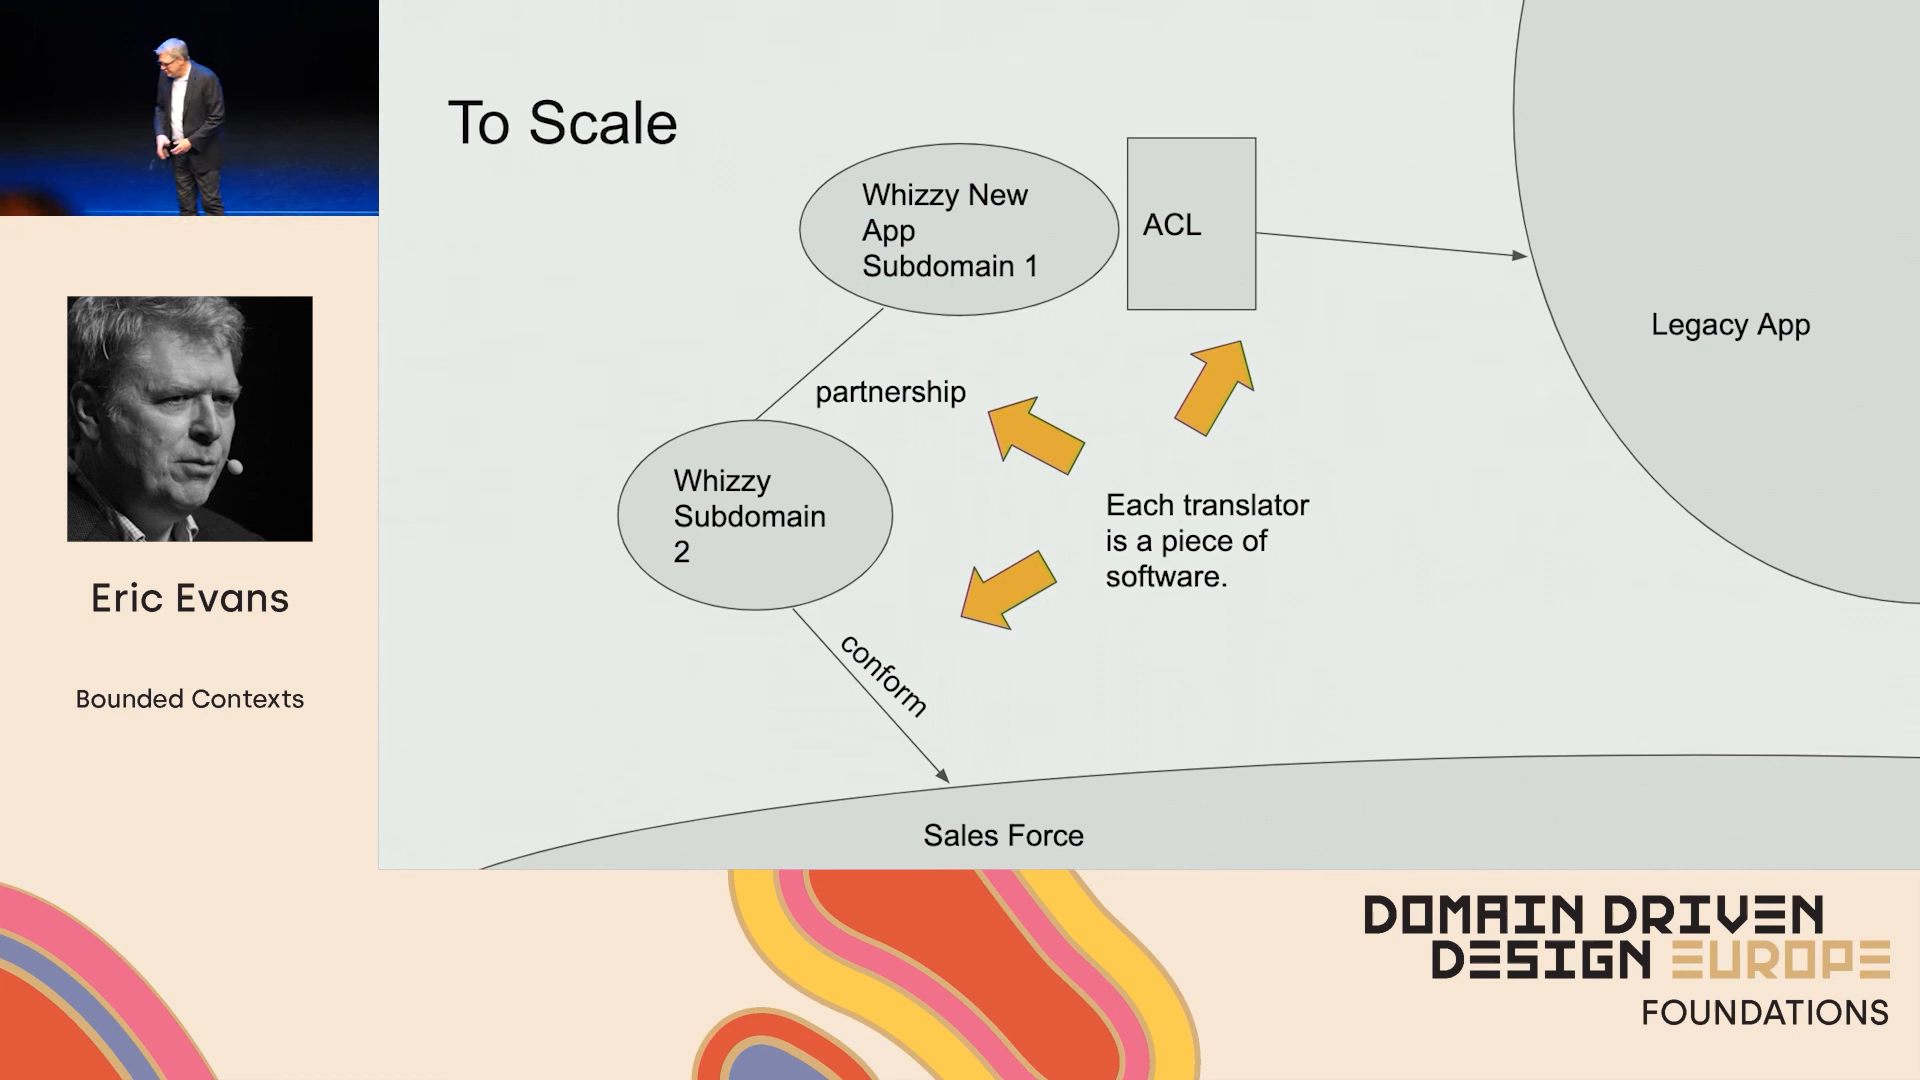 To Scale
Whizzy New
App
Subdomain 1
ACL
Legacy App
partnership
Whizzy
Subdomain
2
Each translator
is a piece of
software.
conform
Sales Force
Eric Evans
Bounded Contexts
DOMAIN DRIVEN
DESIGN EUROPE
FOUNDATIONS